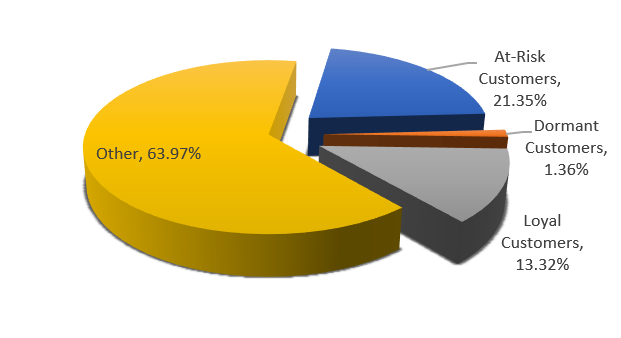 At-Risk
Customers,
21.35%
Dormant
Customers,
1.36%
Other, 63.97%
Loyal
Customers,
13.32%